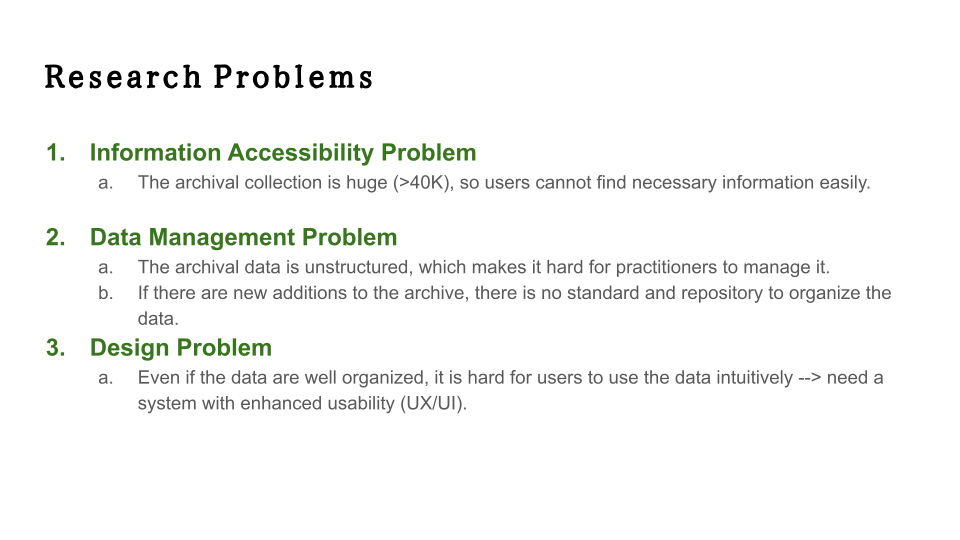 Research Problems
1. Information Accessibility Problem
a. The archival collection is huge (>40K), so users cannot find necessary information easily.
2. Data Management Problem
a. The archival data is unstructured, which makes it hard for practitioners to manage it.
b. If there are new additions to the archive, there is no standard and repository to organize the
data.
3. Design Problem
a. Even if the data are well organized, it is hard for users to use the data intuitively --> need a
system with enhanced usability (UX/UI).